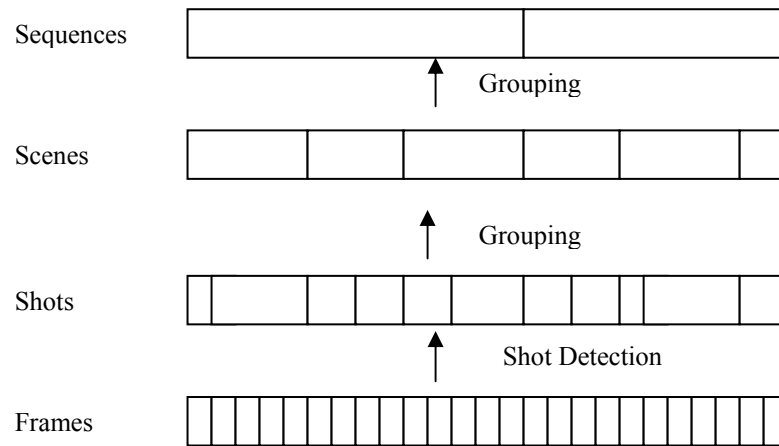 Sequences
Grouping
Scenes
Grouping
Shots
Shot Detection
Frames